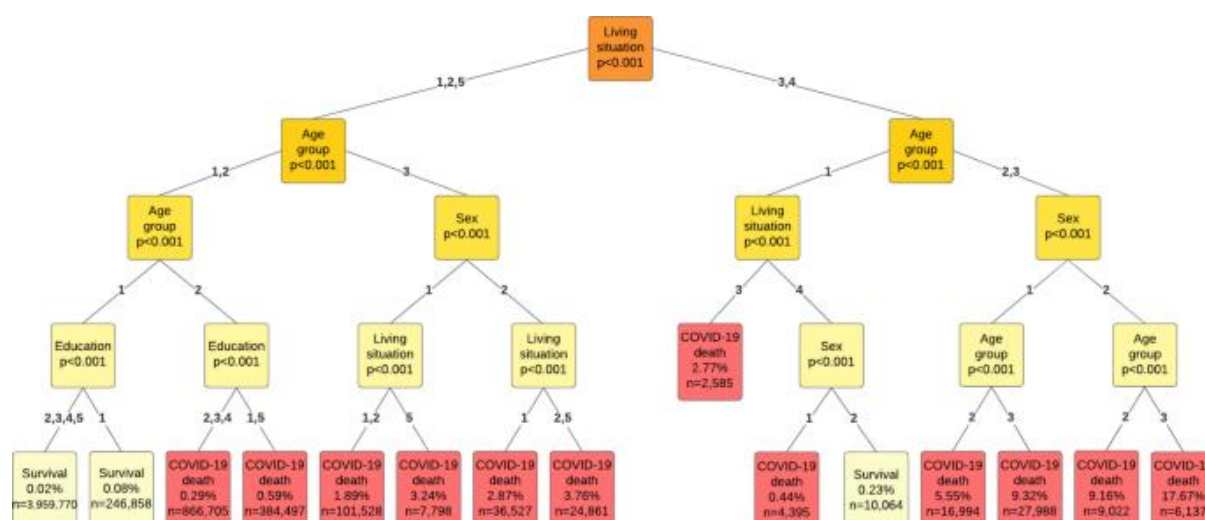 Living
situation
p<0.001
1,2,5
3,4
Age
group
p<0.001
Age
group
p<0.001
1,2
3
1
2,3
Age
group
p<0.001
Sex
p<0.001
Living
situation
p<0.001
Sex
p<0.001
1
2
1
2
3
4
1
2
Education
p<0.001
Education
p<0.001
Living
situation
p<0.001
Living
situation
p<0.001
COVID-19
death
2.77%
n=2,585
Sex
p<0.001
Age
group
p<0.001
Age
group
p<0.001
2,3,4,5
1
2,3,4
1,5
1,2
5
1
2,5
1
2
2
3
2
3
Survival
0.02%
n=3,959,770
Survival
0.08%
n=246,858
COVID-19
death
0.29%
n=866,705
COVID-19
death
0.59%
n=384,497
COVID-19
death
1.89%
n=101,528
COVID-19
death
3.24%
n=7,798
COVID-19
death
2.87%
n=36,527
COVID-19
death
3.76%
n=24,861
COVID-19
death
0.44%
n=4,395
Survival
0.23%
n=10,064
COVID-19
death
5.55%
n=16,994
COVID-19
death
9.32%
n=27,988
COVID-19
death
9.16%
n=9,022
COVID-1
death
17.67%
n=6,137